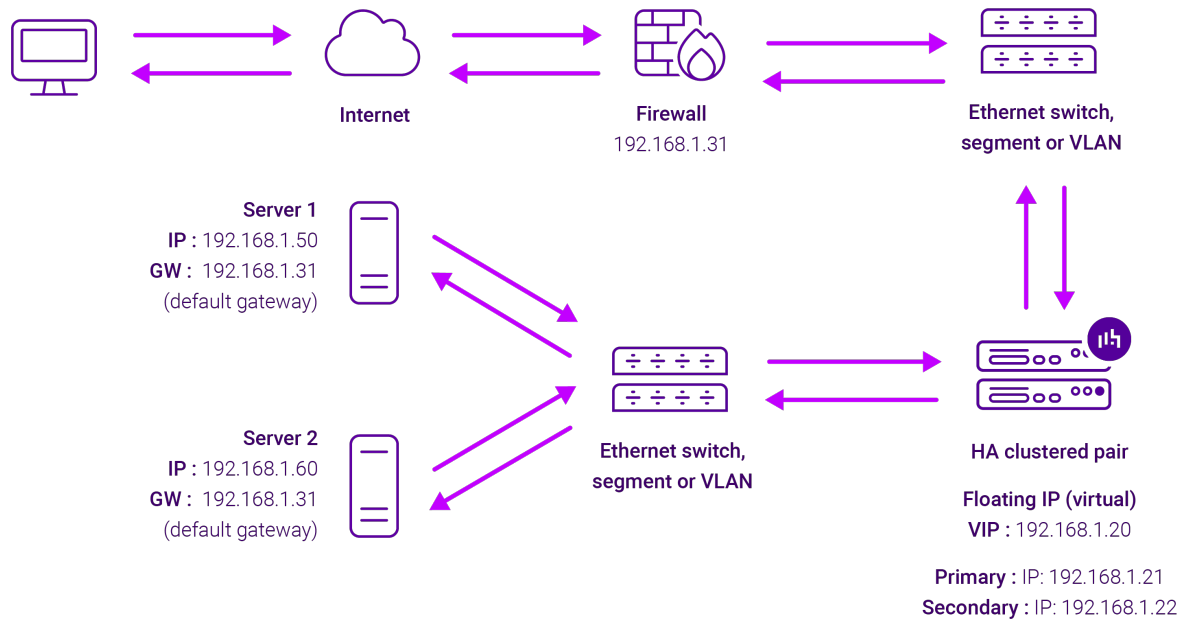 Internet
Firewall
192.168.1.31
Ethernet switch,
segment or VLAN
Server 1
IP : 192.168.1.50
GW : 192.168.1.31
(default gateway)
Server 2
IP : 192.168.1.60
GW : 192.168.1.31
(default gateway)
Ethernet switch,
segment or VLAN
HA clustered pair
Floating IP (virtual)
VIP : 192.168.1.20
Primary : IP: 192.168.1.21
Secondary : IP: 192.168.1.22